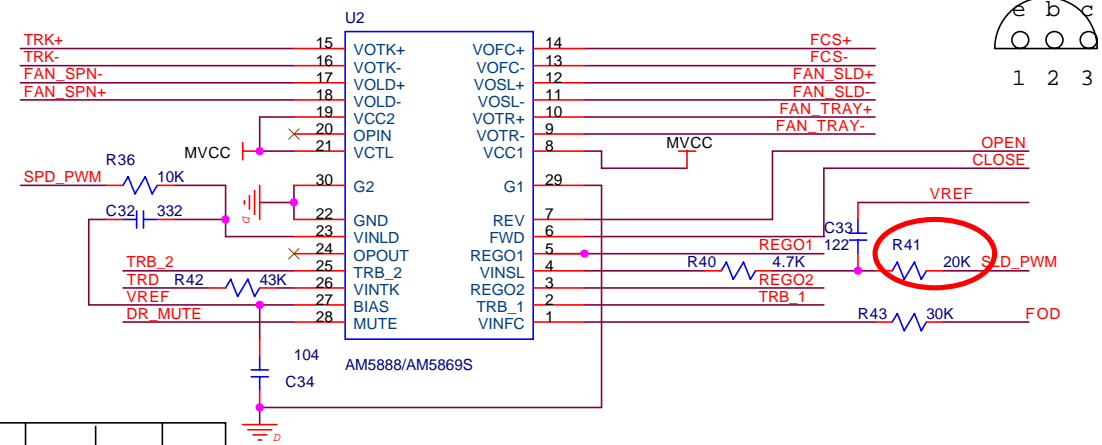 U2
e b c
1 2 3
TRK+ 15 VOTK+ VOFC+ 14 FCS+
TRK- 16 VOTK- VOFC- 13 FCS-
FAN_SPN- 17 VOLD+ VOSL+ 12 FAN_SLD+
FAN_SPN+ 18 VOLD- VOSL- 11 FAN_SLD-
19 VCC2 VOTR+ 10 FAN_TRAY+
20 OPIN VOTR- 9 FAN_TRAY-
MVCC 21 VCTL VCC1 8 MVCC OPEN
CLOSE
R36
SPD_PWM 10K 30 G2 G1 29
VREF
C32 332 22 GND REV 7
23 VINLD FWD 6 C33
24 OPOUT REGO1 5 REGO1 122 R41
TRB_2 25 TRB_2 VINSL 4 R40 4.7K 20K SLD_PWM
TRD R42 43K 26 VINTK REGO2 3 REGO2
VREF 27 BIAS TRB_1 2 TRB_1
DR_MUTE 28 MUTE VINFC 1 R43 30K FOD
104
C34
AM5888/AM5869S
D
D